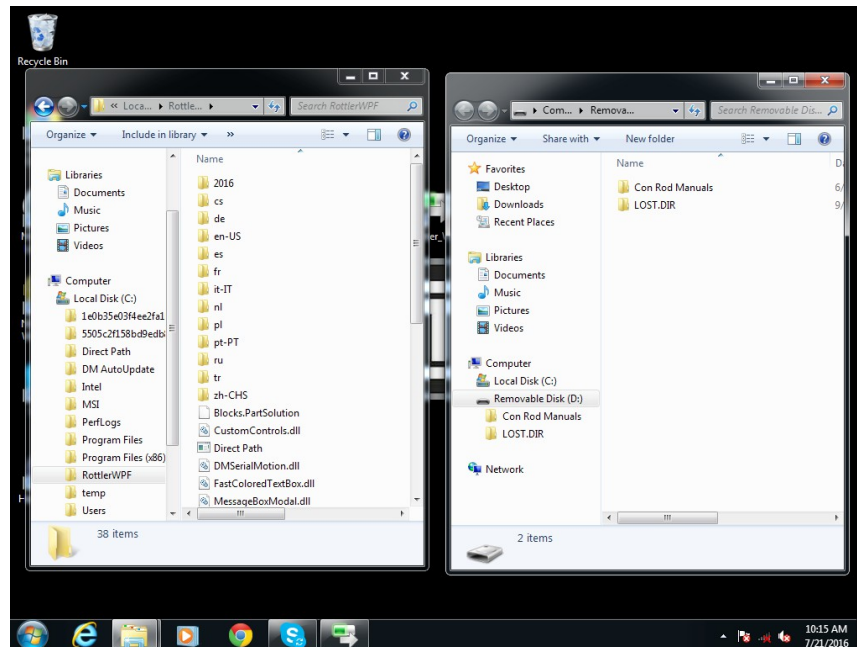 Recycle Bin
« Loca... Rottle...
Search RottlerWPF
Organize
Include in library
»
Libraries
Documents
Music
Pictures
Videos
Computer
Local Disk (C:)
1e0b35e03f4ee2fa1
5505c2f158bd9edb
Direct Path
DM AutoUpdate
Intel
MSI
PerfLogs
Program Files
Program Files (x86)
RottlerWPF
temp
Users
Name
2016
cs
de
en-US
es
fr
it-IT
nl
pl
pt-PT
ru
tr
zh-CHS
Blocks.PartSolution
CustomControls.dll
Direct Path
DMSerialMotion.dll
FastColoredTextBox.dll
MessageBoxModal.dll
38 items
Com... Remova...
Search Removable Dis...
Organize
Share with
New folder
Favorites
Desktop
Downloads
Recent Places
Libraries
Documents
Music
Pictures
Videos
Computer
Local Disk (C:)
Removable Disk (D:)
Con Rod Manuals
LOST.DIR
Network
Name
Con Rod Manuals 6/
LOST.DIR 9/
2 items
10:15 AM
7/21/2016